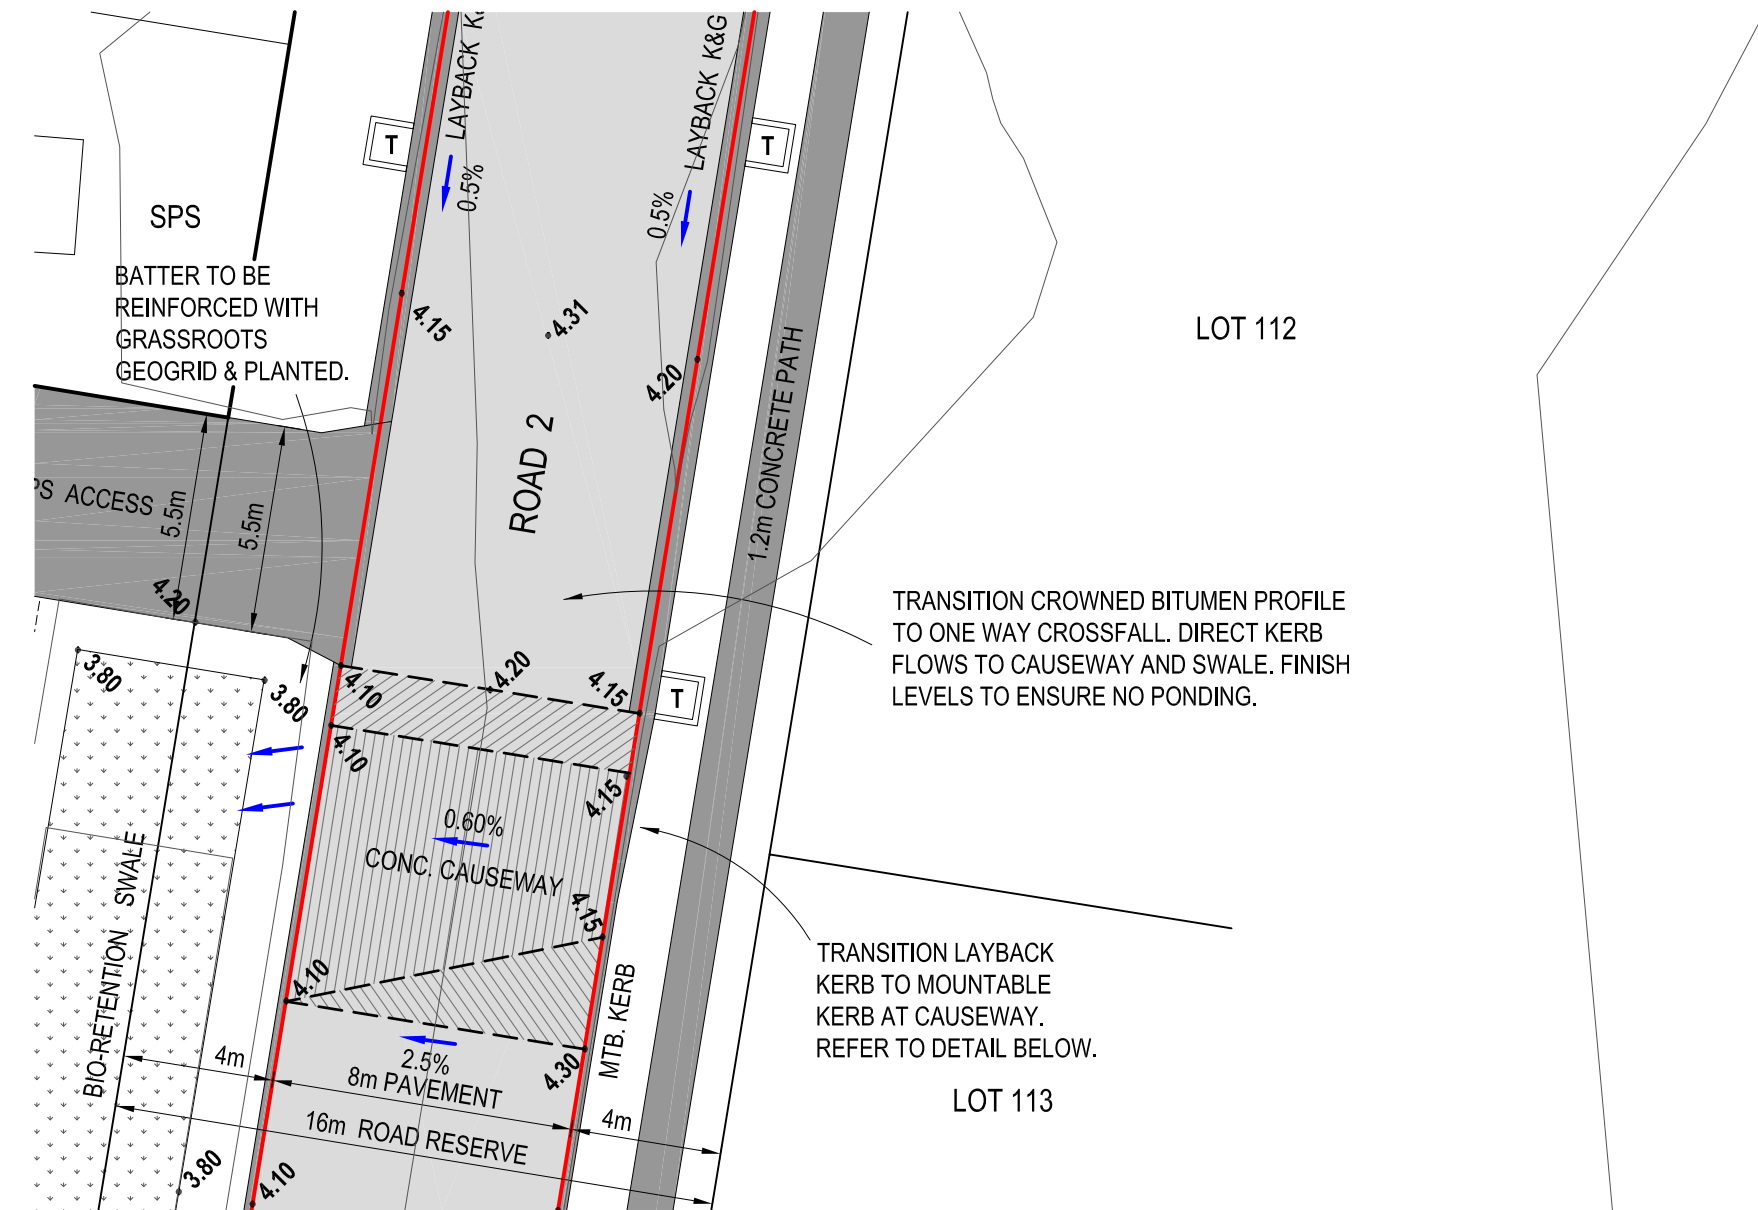 LAYBACK K&
LAYBACK K&G
T
T
0.5%
0.5%
SPS
BATTER TO BE
REINFORCED WITH
GRASSROOTS
GEOGRID & PLANTED.
4.15
4.31
4.20
LOT 112
ROAD 2
1.2m CONCRETE PATH
PS ACCESS
5.5m
5.5m
4.20
TRANSITION CROWNED BITUMEN PROFILE
TO ONE WAY CROSSFALL. DIRECT KERB
FLOWS TO CAUSEWAY AND SWALE. FINISH
LEVELS TO ENSURE NO PONDING.
3.80
3.80
4.10
4.20
4.15
T
4.10
4.15
0.60%
CONC. CAUSEWAY
4.15
4.10
BIO-RETENTION SWALE
TRANSITION LAYBACK
KERB TO MOUNTABLE
KERB AT CAUSEWAY.
REFER TO DETAIL BELOW.
MTB. KERB
4m
2.5%
8m PAVEMENT
4.30
16m ROAD RESERVE
4m
LOT 113
3.80
4.10